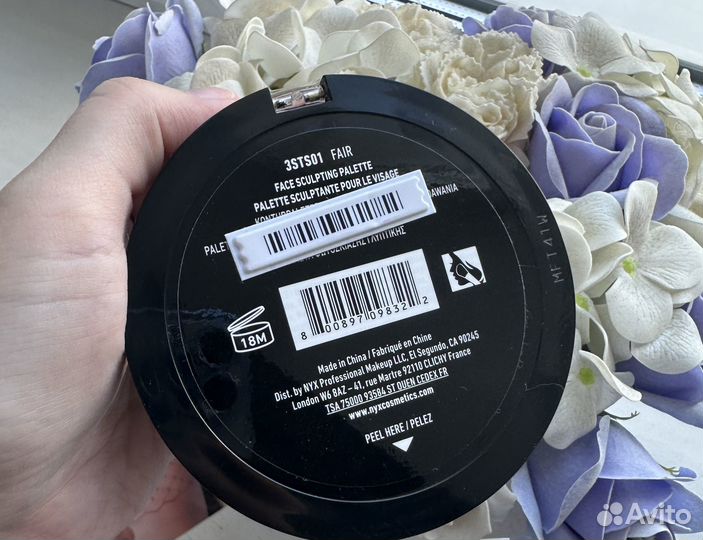 3STS01 FAIR
FACE SCULPTING PALETTE
PALETTE SCULPTANTE POUR LE VISAGE
8 00897 09832 2
18M
Made in China / Fabriqué en Chine
Dist. by NYX Professional Makeup LLC, El Segundo, CA 90245
London W6 8AZ – 41, rue Martre 92110 CLICHY France
TSA 75000 93584 ST OUEN CEDEX FR
www.nyxcosmetics.com
PEEL HERE / PELEZ
Avito